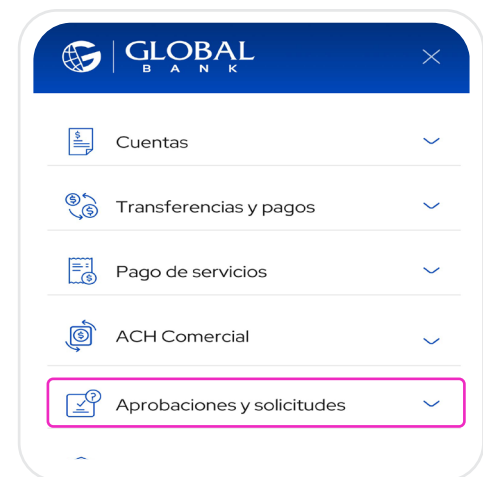 GLOBAL
BANK
Cuentas
Transferencias y pagos
Pago de servicios
ACH Comercial
Aprobaciones y solicitudes